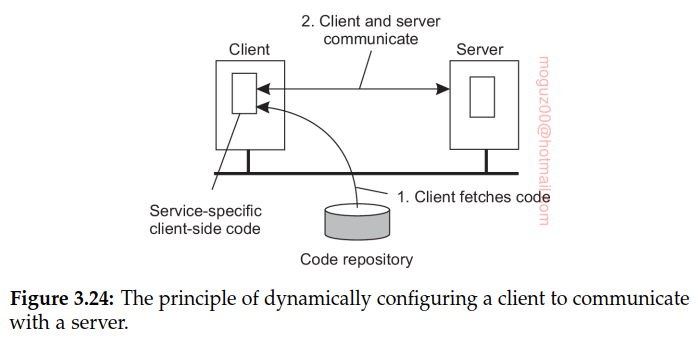 2. Client and server
communicate
Client
Server
1. Client fetches code
Service-specific
client-side code
Code repository
moguz00@hotmail.com
Figure 3.24: The principle of dynamically configuring a client to communicate
with a server.